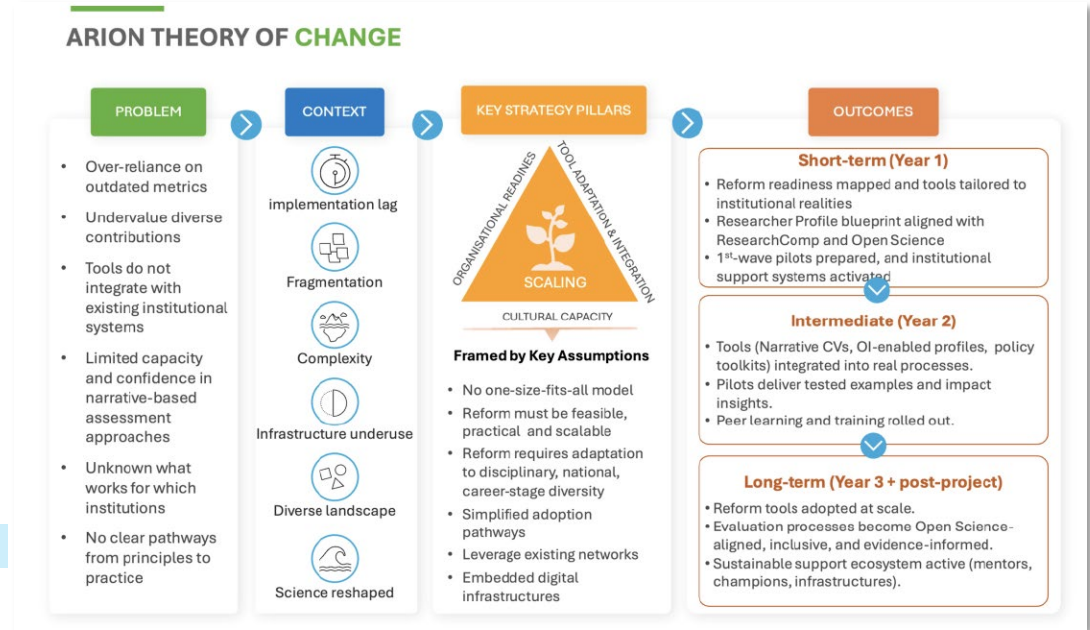 ARION THEORY OF CHANGE
PROBLEM
• Over-reliance on
outdated metrics
• Undervalue diverse
contributions
• Tools do not
integrate with
existing institutional
systems
• Limited capacity
and confidence in
narrative-based
assessment
approaches
• Unknown what
works for which
institutions
• No clear pathways
from principles to
practice
CONTEXT
implementation lag
Fragmentation
Complexity
Infrastructure underuse
Diverse landscape
Science reshaped
KEY STRATEGY PILLARS
ORGANISATIONAL READINES
TOOL ADAPTATION & INTEGRATION
SCALING
CULTURAL CAPACITY
Framed by Key Assumptions
• No one-size-fits-all model
• Reform must be feasible,
practical and scalable
• Reform requires adaptation
to disciplinary, national,
career-stage diversity
• Simplified adoption
pathways
• Leverage existing networks
• Embedded digital
infrastructures
OUTCOMES
Short-term (Year 1)
• Reform readiness mapped and tools tailored to
institutional realities
• Researcher Profile blueprint aligned with
ResearchComp and Open Science
• 1st-wave pilots prepared, and institutional
support systems activated
Intermediate (Year 2)
• Tools (Narrative CVs, OI-enabled profiles, policy
toolkits) integrated into real processes.
• Pilots deliver tested examples and impact
insights.
• Peer learning and training rolled out.
Long-term (Year 3 + post-project)
• Reform tools adopted at scale.
• Evaluation processes become Open Science-
aligned, inclusive, and evidence-informed.
• Sustainable support ecosystem active (mentors,
champions, infrastructures).